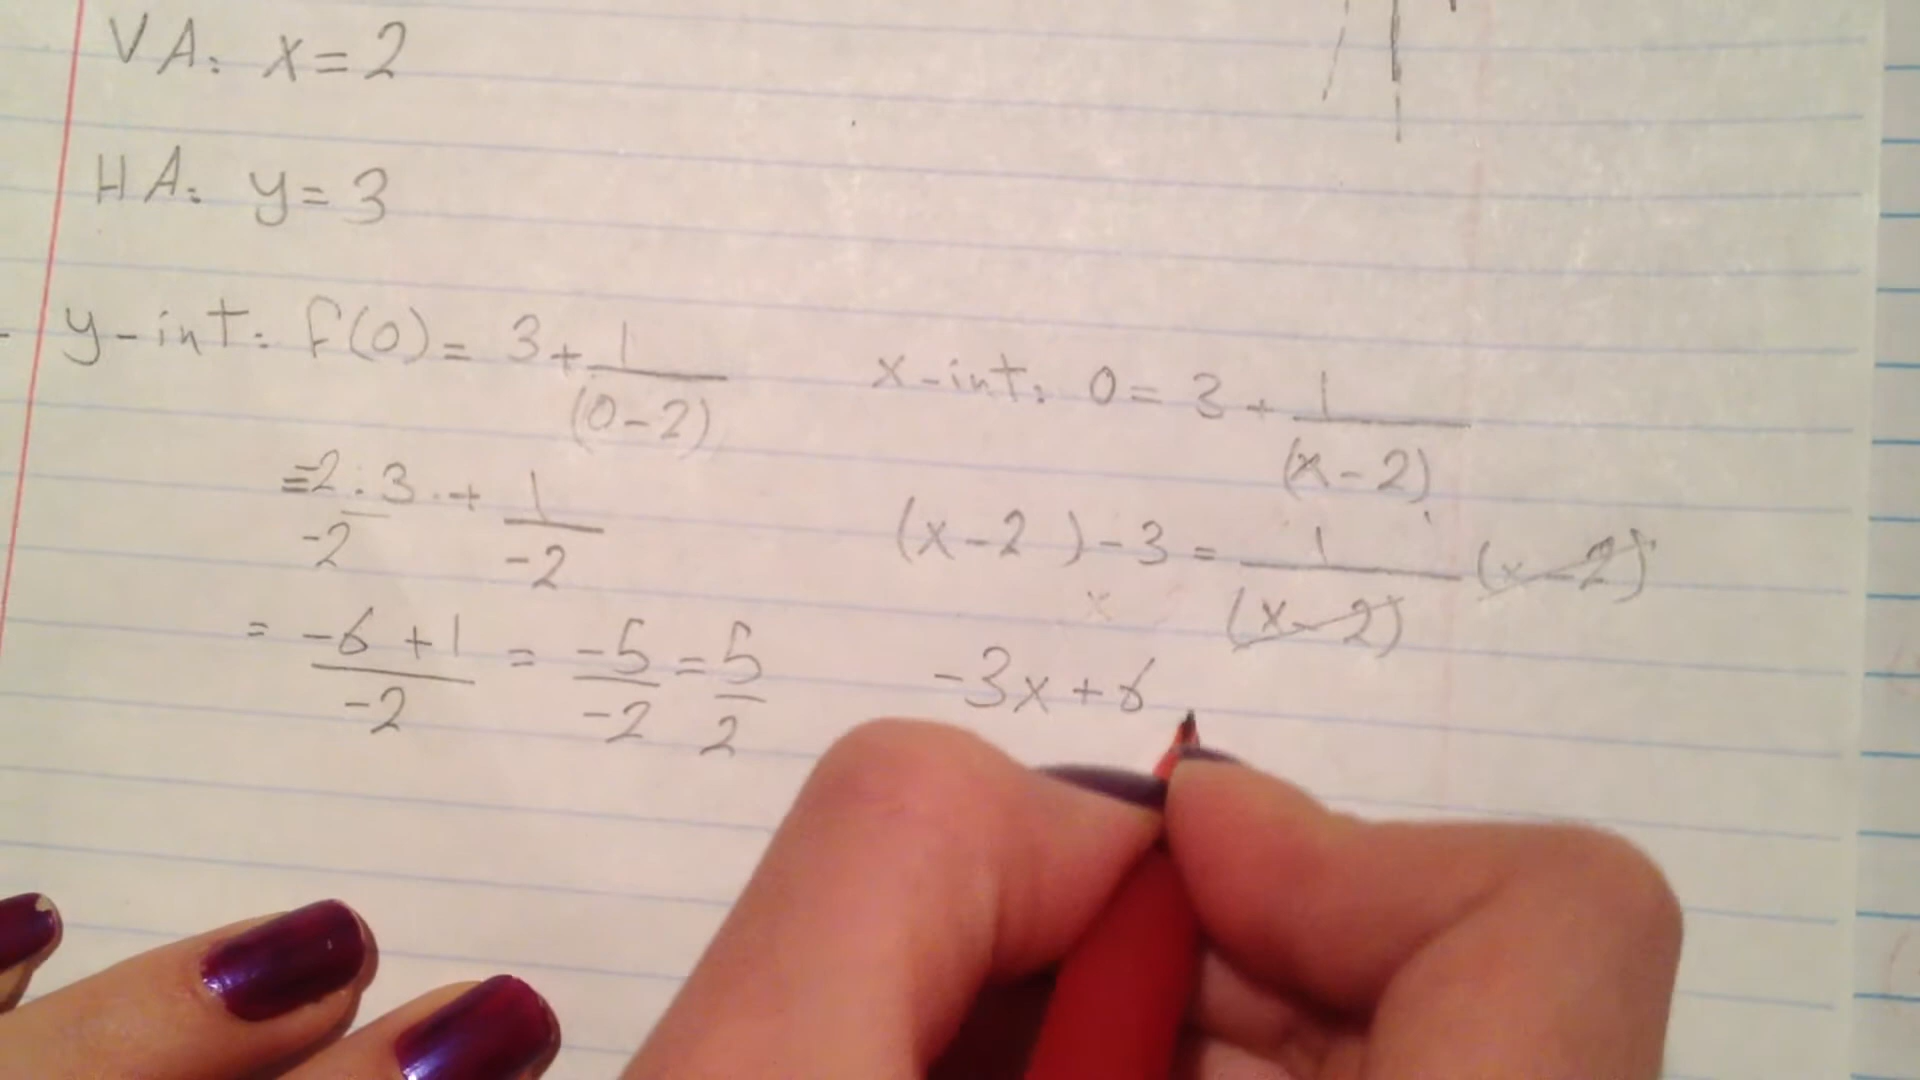 VA: x=2
HA: y=3
y-int: f(0) = 3 + 1/(0-2)
= 2·3/-2 + 1/-2
= -6+1/-2 = -5/-2 = 5/2
x-int: 0 = 3 + 1/(x-2)
(x-2)-3 = 1/(x-2) (x-2)
x
-3x+6